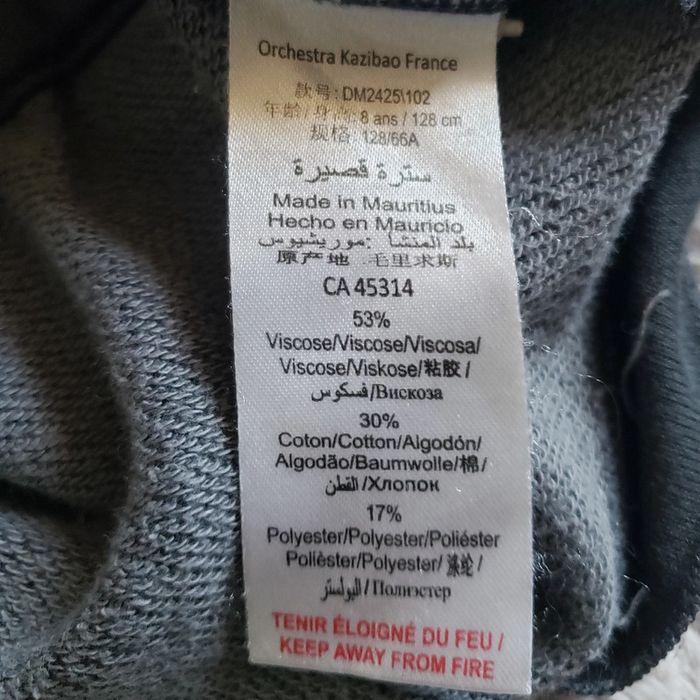 Orchestra Kazibao France
款号: DM2425\102
年龄/身高: 8 ans / 128 cm
规格: 128/66A
سترة قصيرة
Made in Mauritius
Hecho en Mauricio
بلد المنشأ :موريشيوس
原产地 毛里求斯
CA 45314
53%
Viscose/Viscose/Viscosa/
Viscose/Viskose/粘胶/
فسكوس/Вискоза
30%
Coton/Cotton/Algodón/
Algodão/Baumwolle/棉/
القطن/Хлопок
17%
Polyester/Polyester/Poliéster
Polièster/Polyester/涤纶/
البولستر/Полиэстер
TENIR ÉLOIGNÉ DU FEU /
KEEP AWAY FROM FIRE